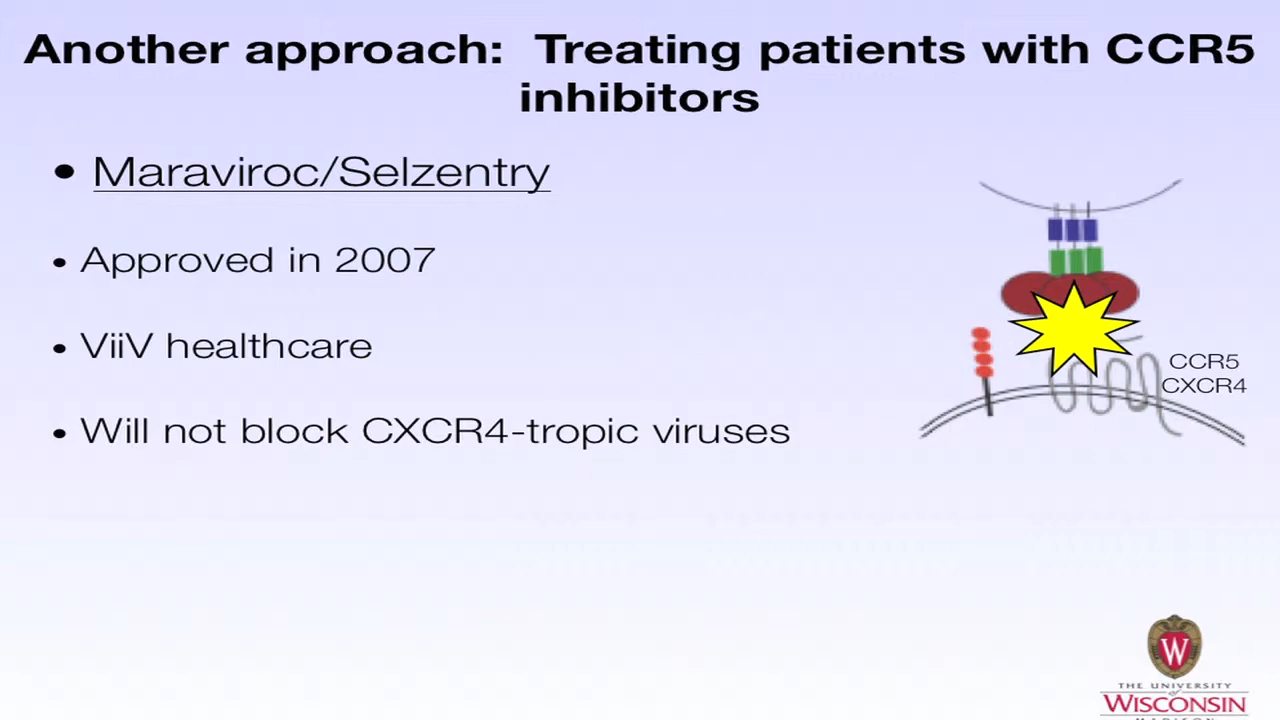 Another approach:  Treating patients with CCR5
inhibitors
• Maraviroc/Selzentry
• Approved in 2007
• ViiV healthcare
• Will not block CXCR4-tropic viruses
CCR5
CXCR4
W
THE UNIVERSITY
of
WISCONSIN
MADISON